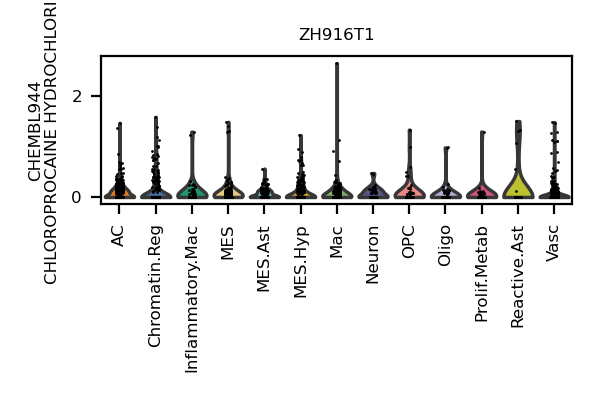 ZH916T1
CHEMBL944
CHLOROPROCAINE HYDROCHLORI
2
0
AC
Chromatin.Reg
Inflammatory.Mac
MES
MES.Ast
MES.Hyp
Mac
Neuron
OPC
Oligo
Prolif.Metab
Reactive.Ast
Vasc